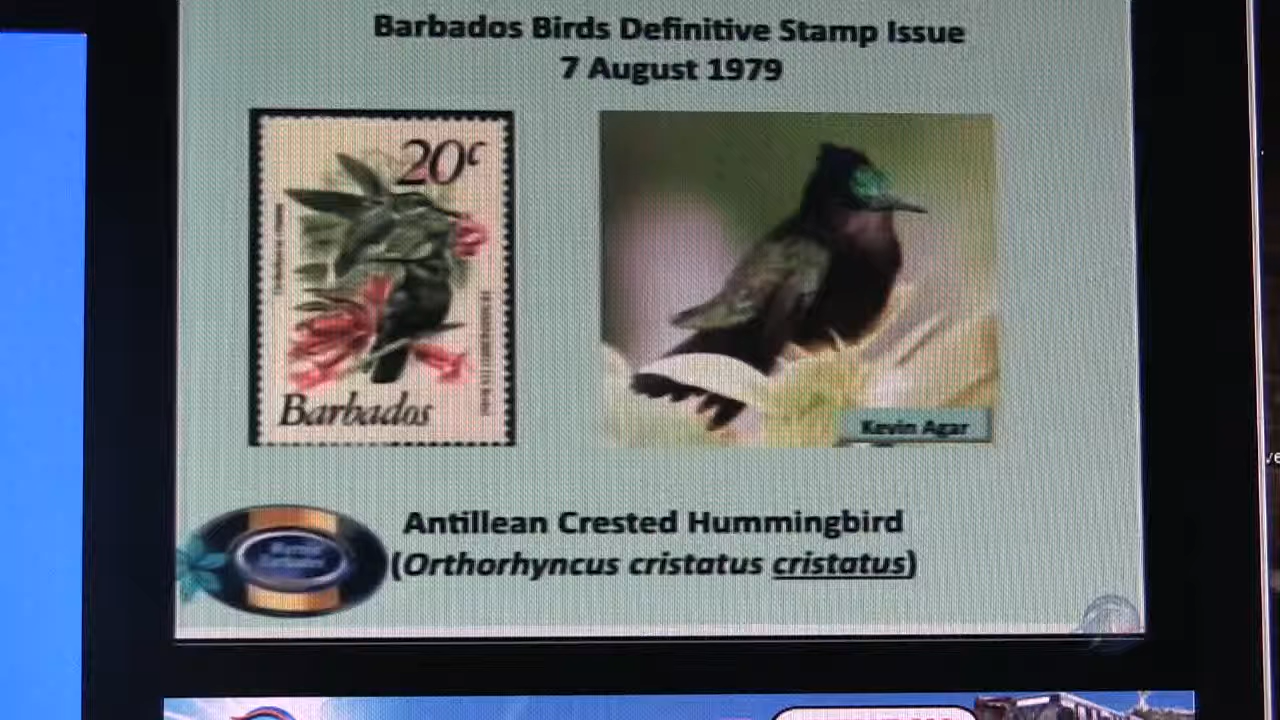 Barbados Birds Definitive Stamp Issue
7 August 1979
20c
Barbados
Kevin Agar
Antillean Crested Hummingbird
(Orthorhyncus cristatus cristatus)